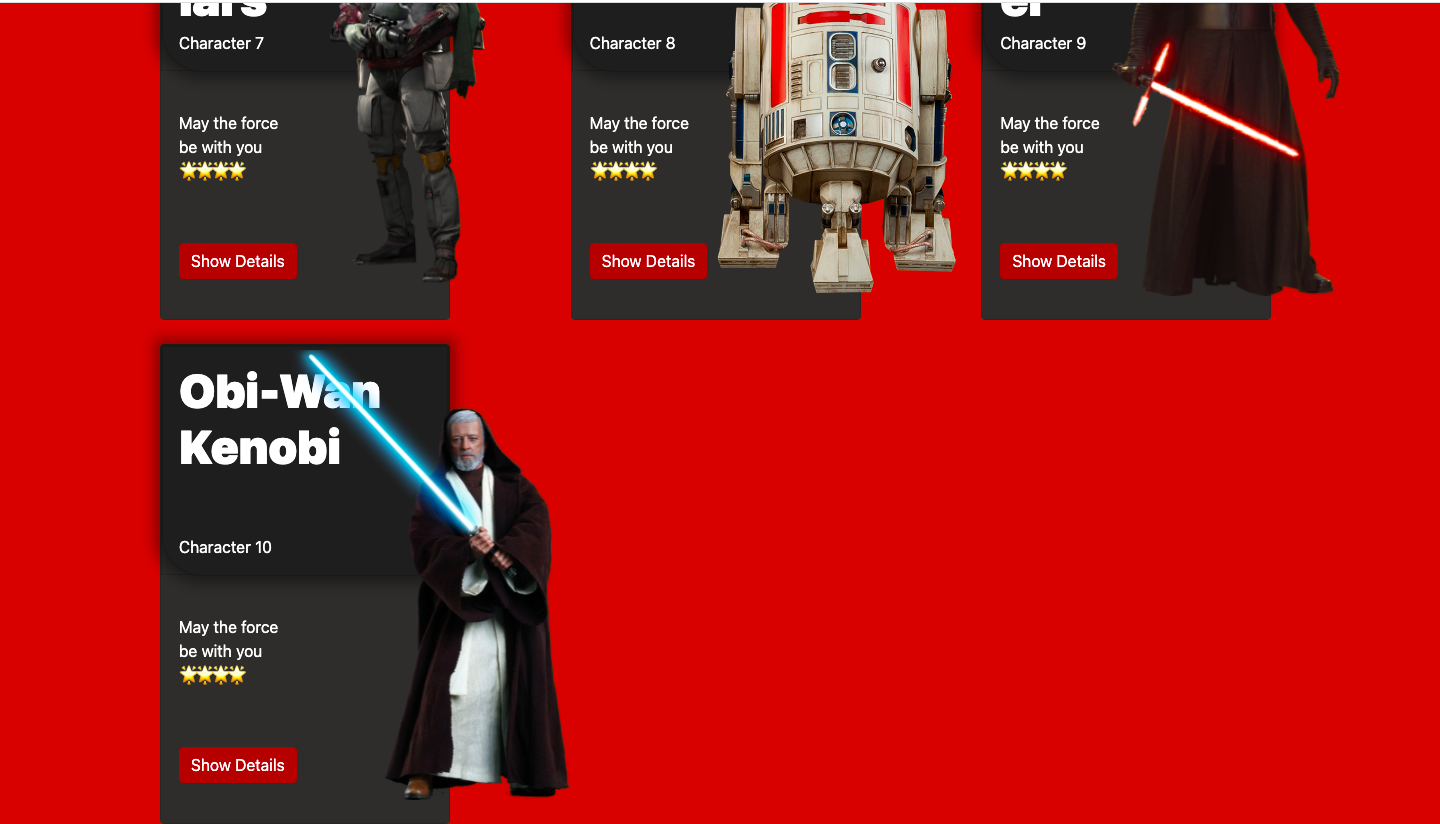 Character 7
May the force
be with you
🌟🌟🌟🌟
Show Details
Character 8
May the force
be with you
🌟🌟🌟🌟
Show Details
Character 9
May the force
be with you
🌟🌟🌟🌟
Show Details
Obi-Wan
Kenobi
Character 10
May the force
be with you
🌟🌟🌟🌟
Show Details